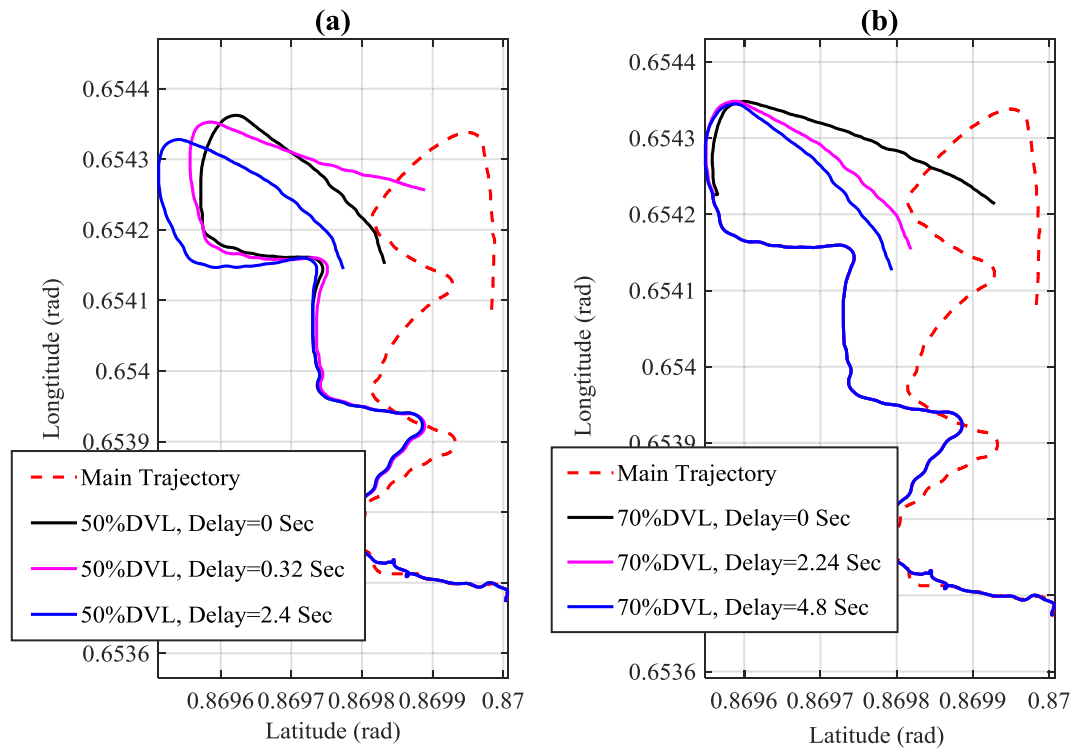 (a)
0.6544
0.6543
0.6542
0.6541
0.654
0.6539
0.6536
Longtitude (rad)
Main Trajectory
50%DVL, Delay=0 Sec
50%DVL, Delay=0.32 Sec
50%DVL, Delay=2.4 Sec
0.8696 0.8697 0.8698 0.8699 0.87
Latitude (rad)
(b)
0.6544
0.6543
0.6542
0.6541
0.654
0.6539
0.6536
Longtitude (rad)
Main Trajectory
70%DVL, Delay=0 Sec
70%DVL, Delay=2.24 Sec
70%DVL, Delay=4.8 Sec
0.8696 0.8697 0.8698 0.8699 0.87
Latitude (rad)